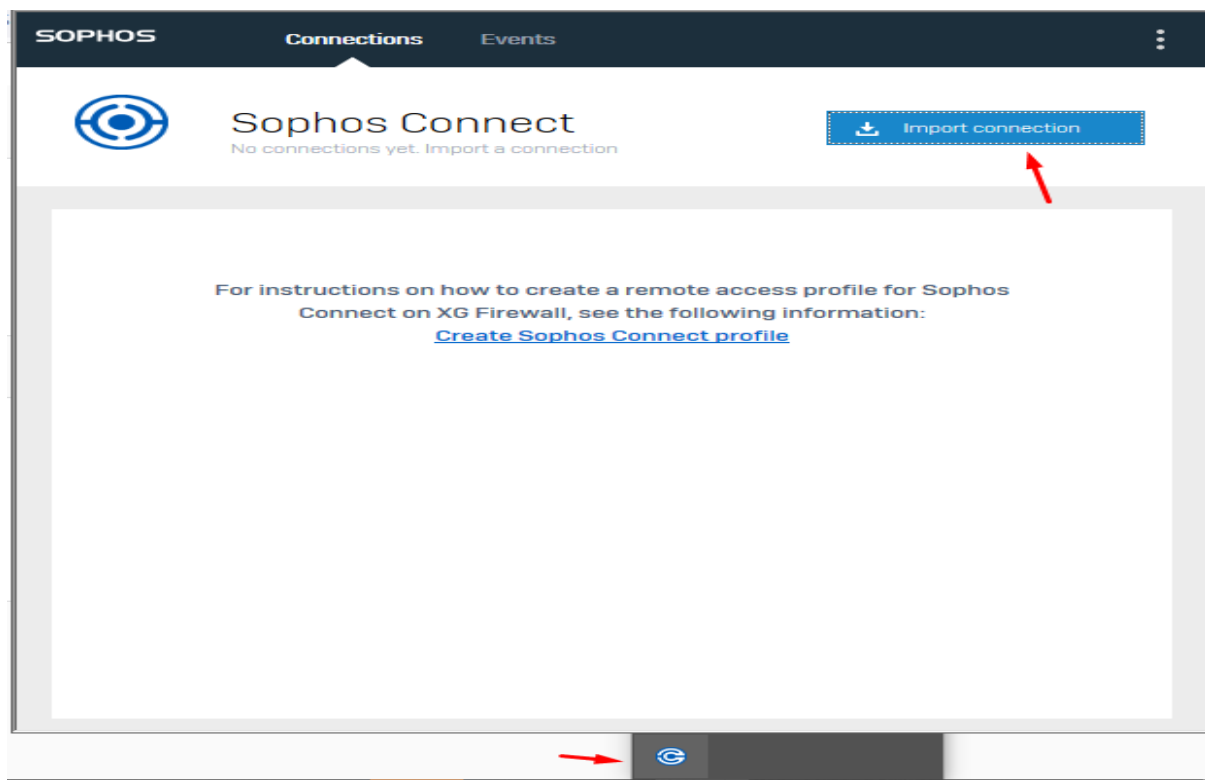 SOPHOS
Connections
Events
Sophos Connect
No connections yet. Import a connection
Import connection
For instructions on how to create a remote access profile for Sophos
Connect on XG Firewall, see the following information:
Create Sophos Connect profile